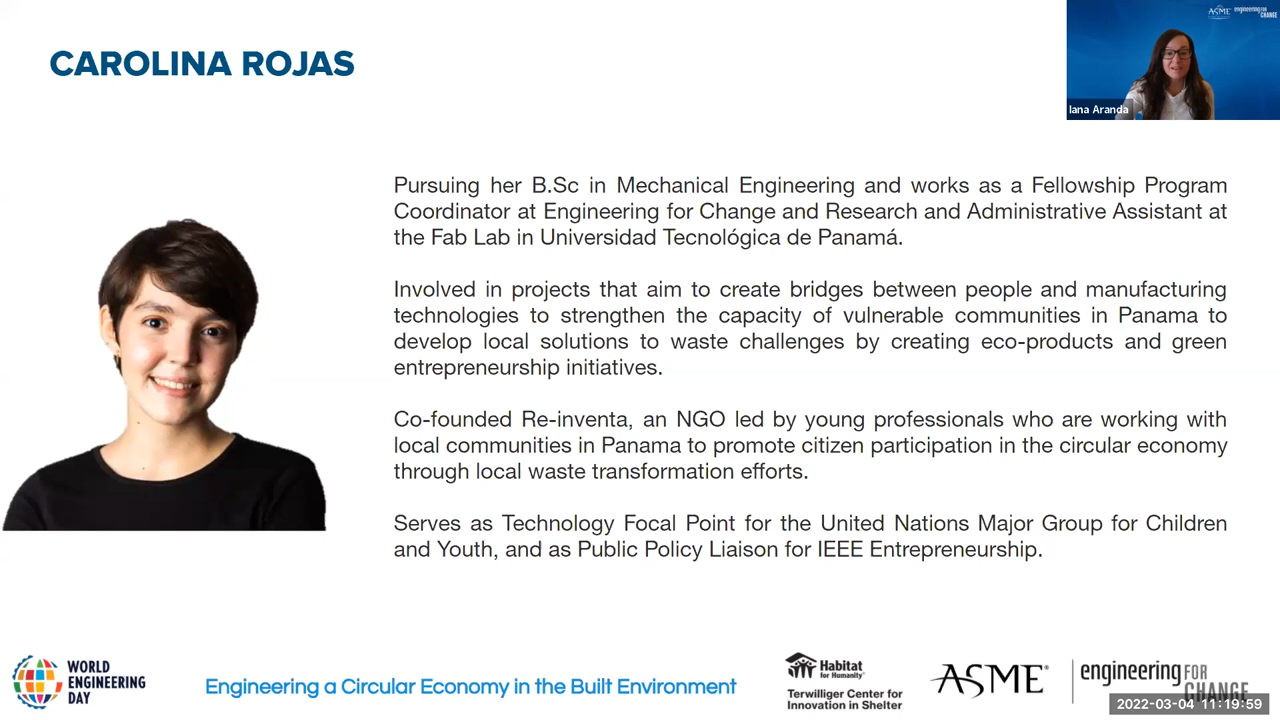 CAROLINA ROJAS
ASME engineering FOR CHANGE
Iana Aranda
Pursuing her B.Sc in Mechanical Engineering and works as a Fellowship Program
Coordinator at Engineering for Change and Research and Administrative Assistant at
the Fab Lab in Universidad Tecnológica de Panamá.
Involved in projects that aim to create bridges between people and manufacturing
technologies to strengthen the capacity of vulnerable communities in Panama to
develop local solutions to waste challenges by creating eco-products and green
entrepreneurship initiatives.
Co-founded Re-inventa, an NGO led by young professionals who are working with
local communities in Panama to promote citizen participation in the circular economy
through local waste transformation efforts.
Serves as Technology Focal Point for the United Nations Major Group for Children
and Youth, and as Public Policy Liaison for IEEE Entrepreneurship.
WORLD
ENGINEERING
DAY
Engineering a Circular Economy in the Built Environment
Habitat
for Humanity®
Terwilliger Center for
Innovation in Shelter
ASME®
engineering FOR
CHANGE
2022-03-04 11:19:59